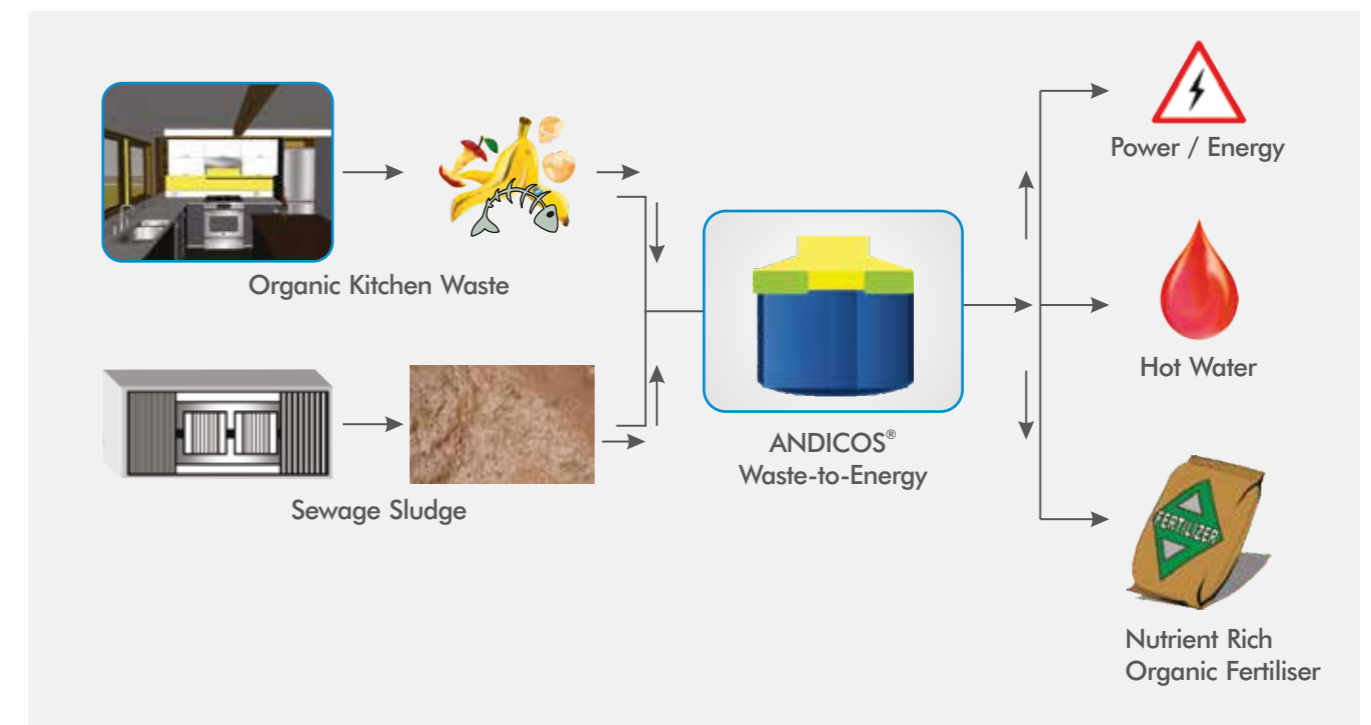 Power / Energy
Organic Kitchen Waste
Hot Water
ANDICOS®
Waste-to-Energy
Sewage Sludge
FERTILIZER
Nutrient Rich
Organic Fertiliser